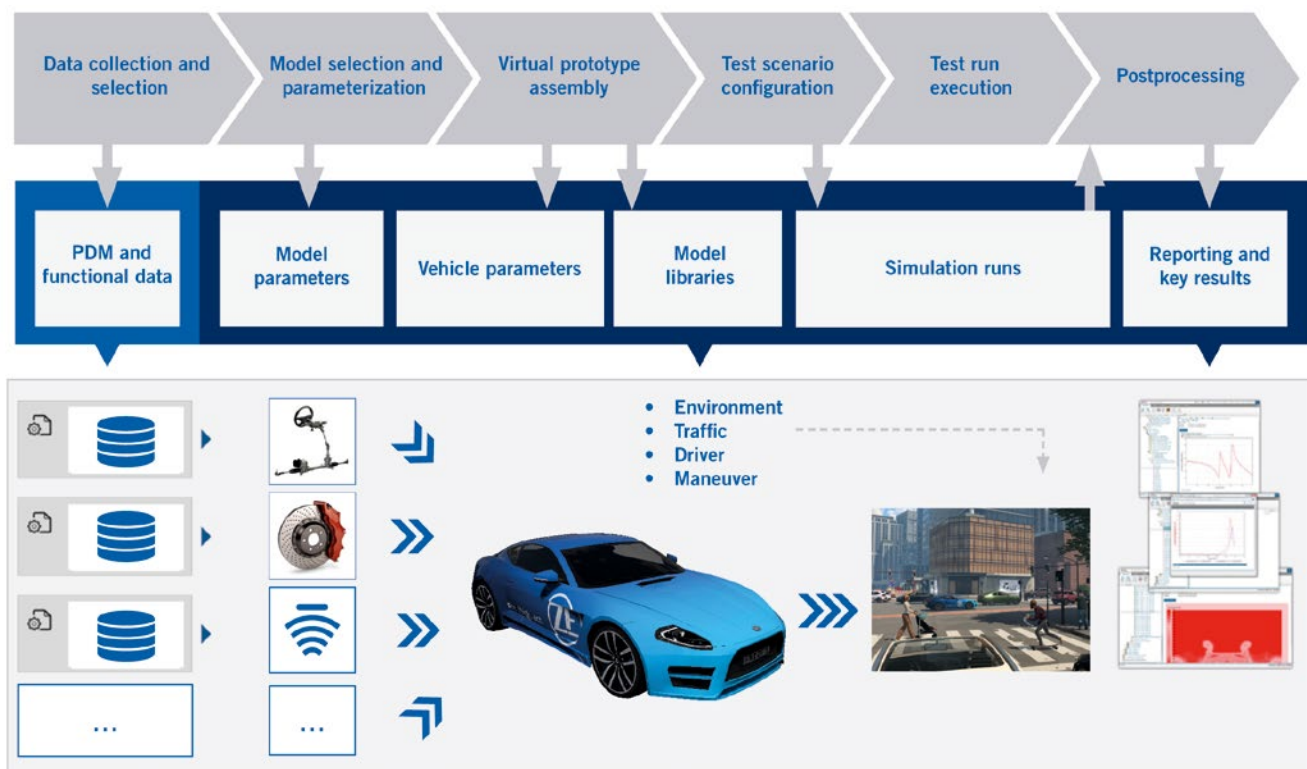 Data collection and
selection
Model selection and
parameterization
Virtual prototype
assembly
Test scenario
configuration
Test run
execution
Postprocessing
PDM and
functional data
Model
parameters
Vehicle parameters
Model
libraries
Simulation runs
Reporting and
key results
• Environment
• Traffic
• Driver
• Maneuver
ZF
...
...